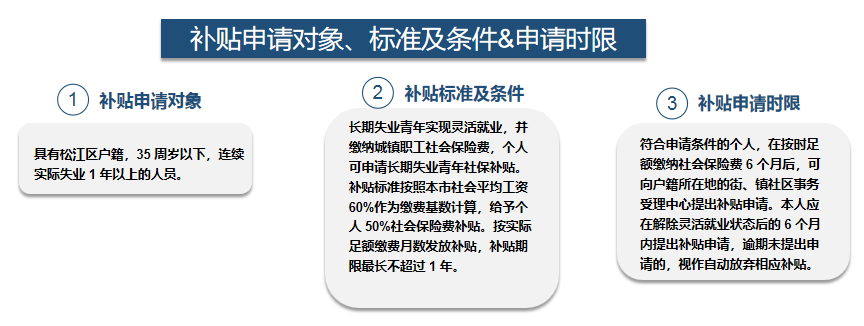 补贴申请对象、标准及条件&申请时限
1 补贴申请对象
具有松江区户籍，35 周岁以下，连续
实际失业 1 年以上的人员。
2 补贴标准及条件
长期失业青年实现灵活就业，并
缴纳城镇职工社会保险费，个人
可申请长期失业青年社保补贴。
补贴标准按照本市社会平均工资
60%作为缴费基数计算，给予个
人 50%社会保险费补贴。按实际
足额缴费月数发放补贴，补贴期
限最长不超过 1 年。
3 补贴申请时限
符合申请条件的个人，在按时足
额缴纳社会保险费 6 个月后，可
向户籍所在地的街、镇社区事务
受理中心提出补贴申请。本人应
在解除灵活就业状态后的 6 个月
内提出补贴申请，逾期未提出申
请的，视作自动放弃相应补贴。